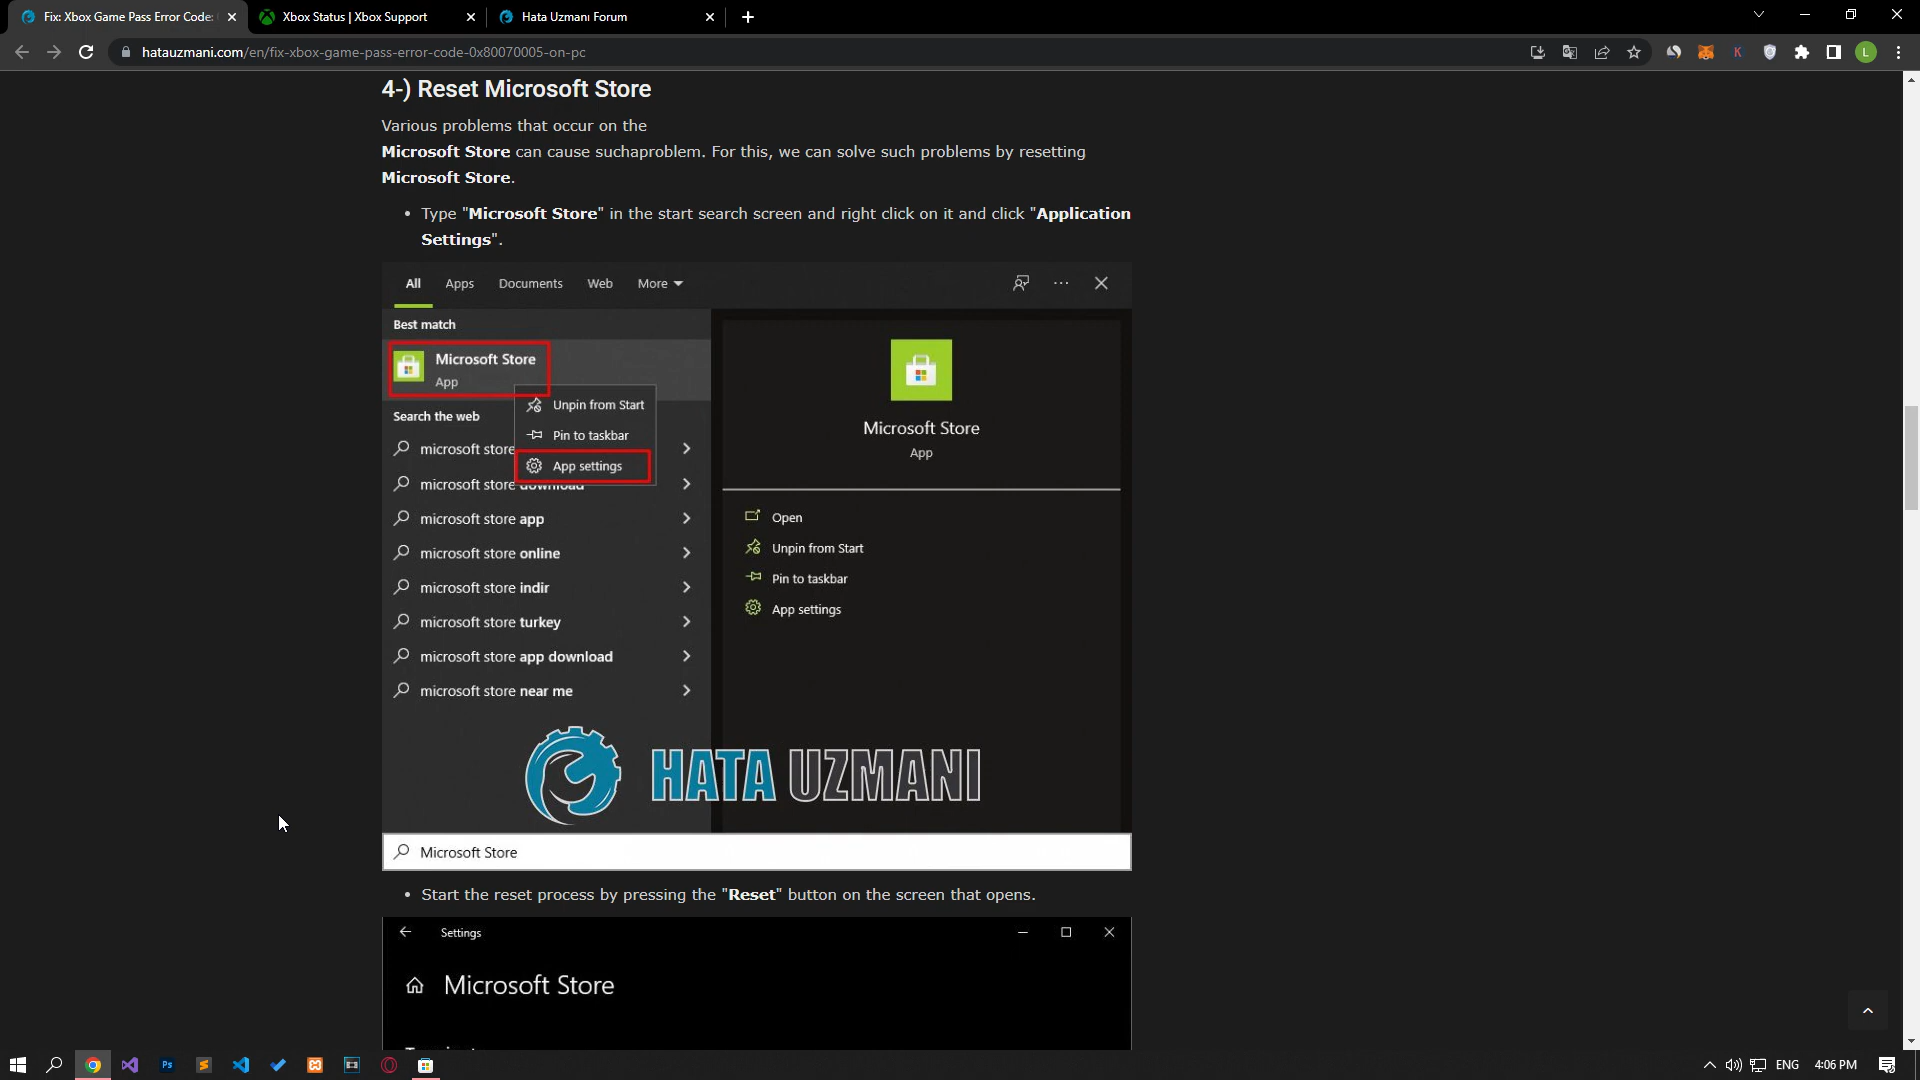 Fix: Xbox Game Pass Error Code:
Xbox Status | Xbox Support
Hata Uzmanı Forum
hatauzmani.com/en/fix-xbox-game-pass-error-code-0x80070005-on-pc
K
L
4-) Reset Microsoft Store
Various problems that occur on the
Microsoft Store can cause suchaproblem. For this, we can solve such problems by resetting
Microsoft Store.
• Type "Microsoft Store" in the start search screen and right click on it and click "Application
Settings".
All Apps Documents Web More
Best match
Microsoft Store
App
Unpin from Start
Pin to taskbar
App settings
Search the web
microsoft store
microsoft store download
microsoft store app
microsoft store online
microsoft store indir
microsoft store turkey
microsoft store app download
microsoft store near me
Microsoft Store
App
Open
Unpin from Start
Pin to taskbar
App settings
HATA UZMANI
Microsoft Store
• Start the reset process by pressing the "Reset" button on the screen that opens.
Settings
Microsoft Store
Ps
ENG
4:06 PM